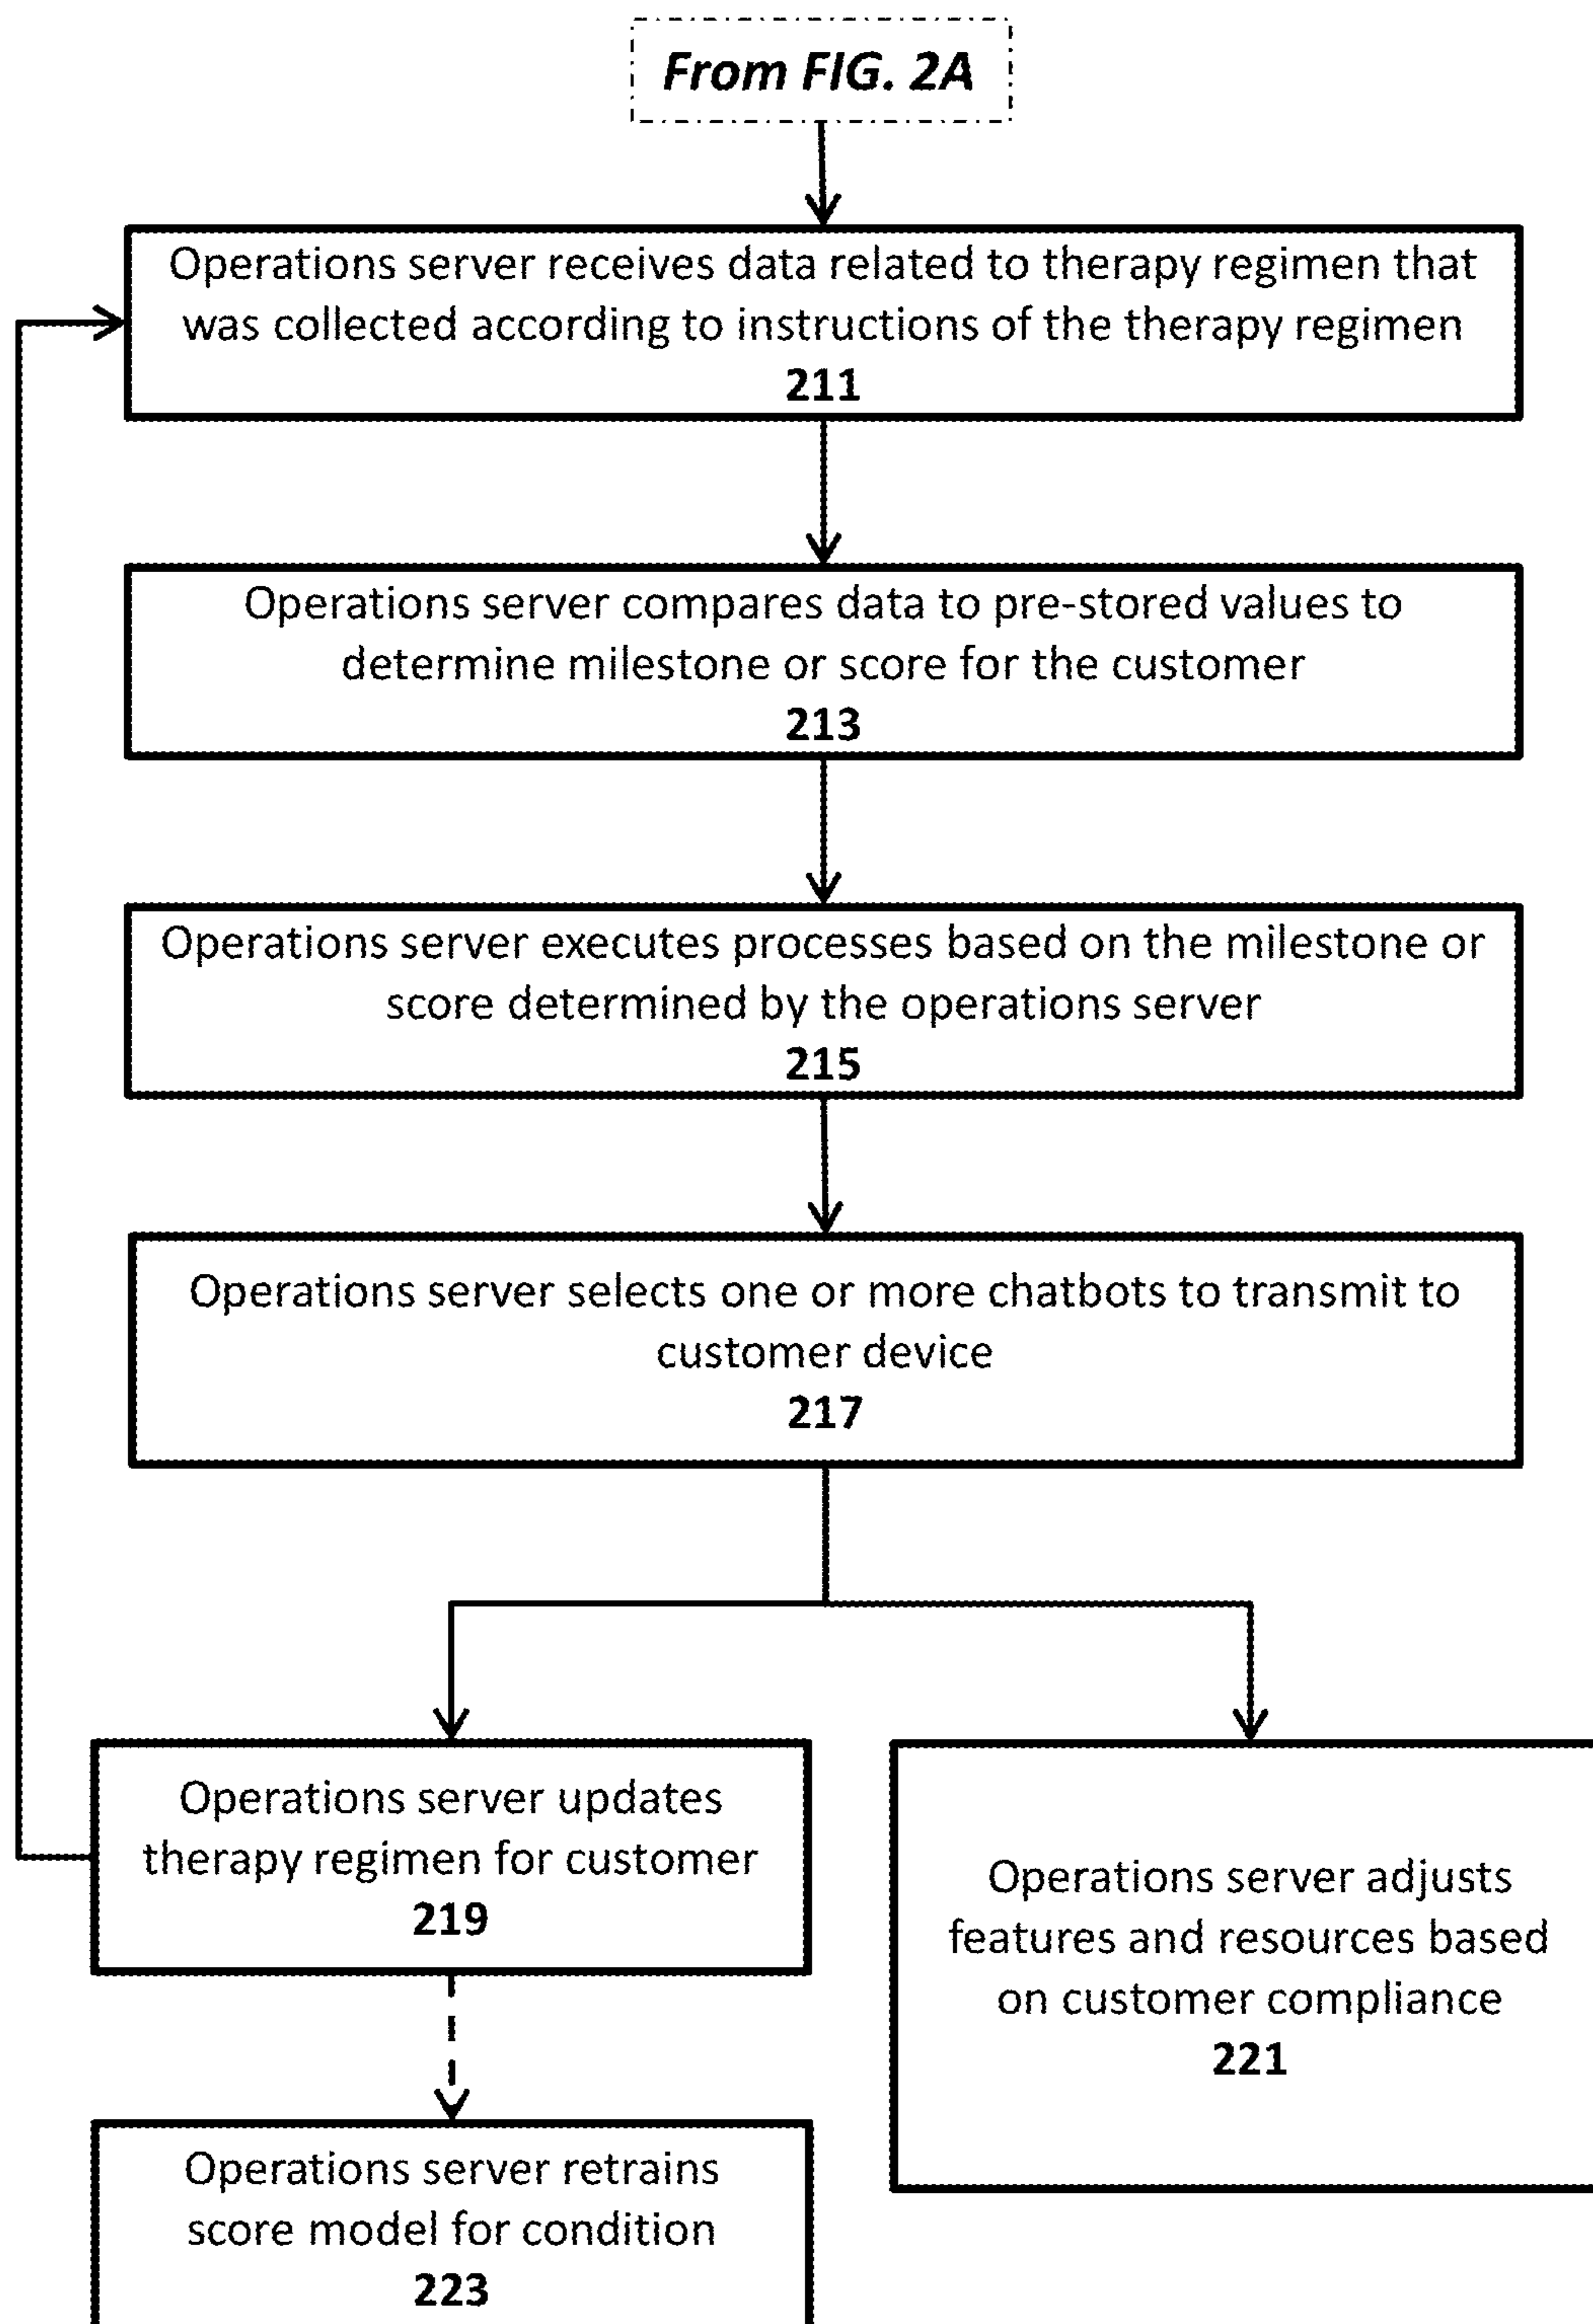 From FIG. 2A
Operations server receives data related to therapy regimen that
was collected according to instructions of the therapy regimen
211
Operations server compares data to pre-stored values to
determine milestone or score for the customer
213
Operations server executes processes based on the milestone or
score determined by the operations server
215
Operations server selects one or more chatbots to transmit to
customer device
217
Operations server updates
therapy regimen for customer
219
Operations server adjusts
features and resources based
on customer compliance
221
Operations server retrains
score model for condition
223